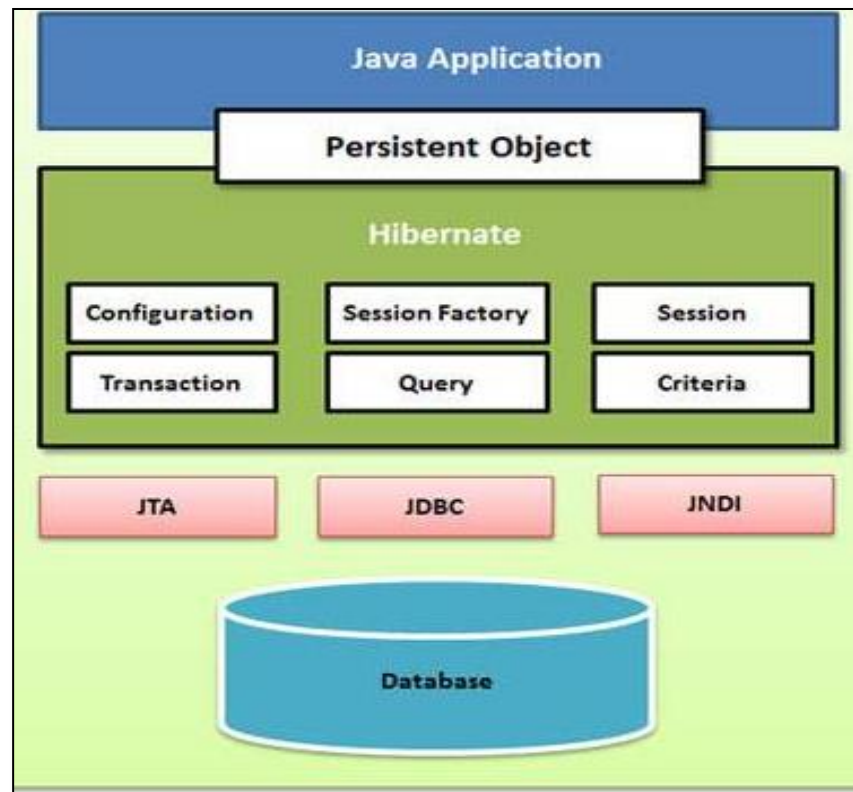 Java Application
Persistent Object
Hibernate
Configuration
Session Factory
Session
Transaction
Query
Criteria
JTA
JDBC
JNDI
Database